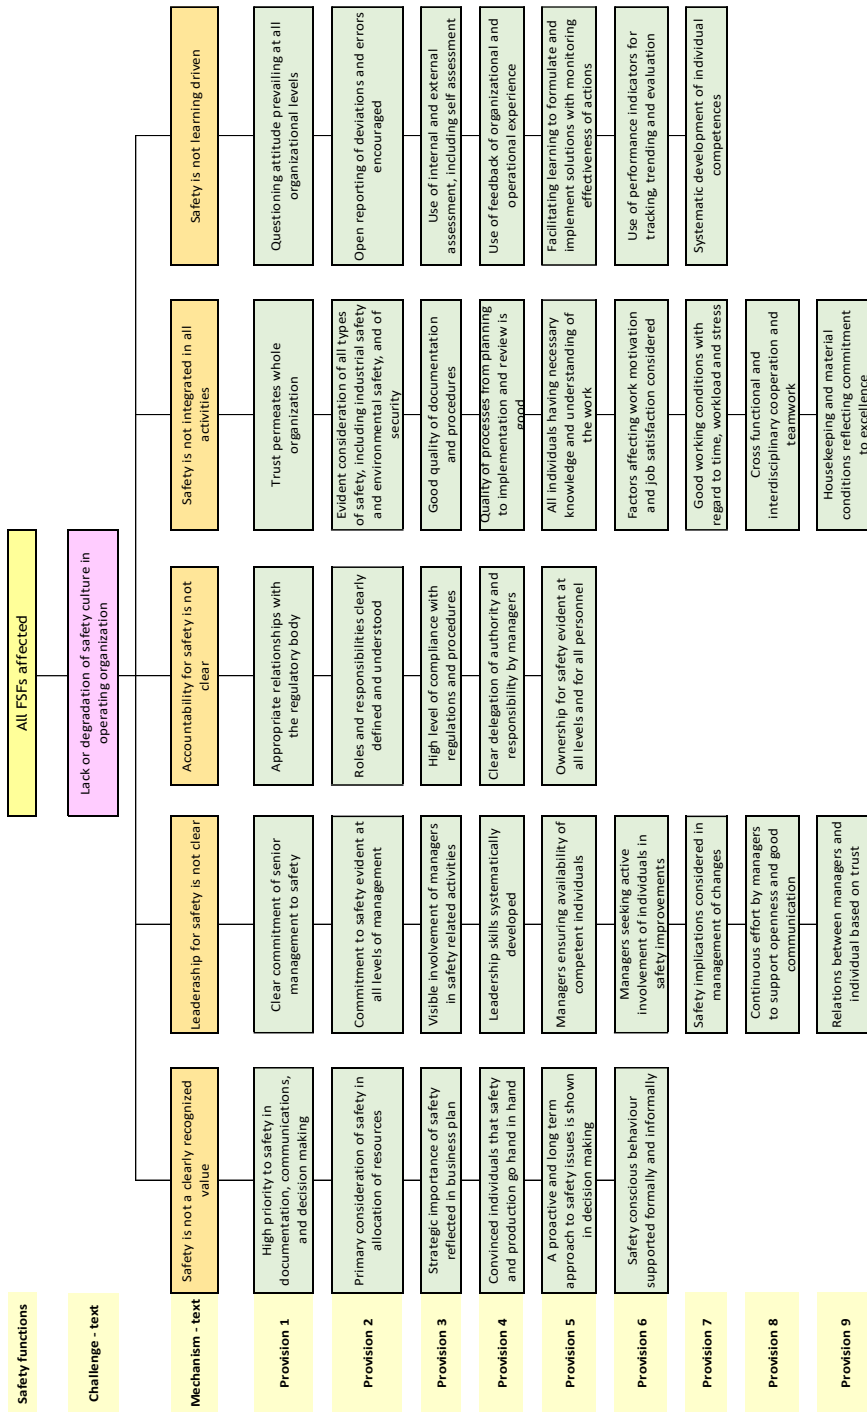 Safety functions
All FSFs affected
Challenge - text
Lack or degradation of safety culture in
operating organization
Mechanism - text
Safety is not a clearly recognized
value
Leaderaship for safety is not clear
Accountability for safety is not
clear
Safety is not integrated in all
activities
Safety is not learning driven
Provision 1
High priority to safety in
documentation, communications,
and decision making
Clear commitment of senior
management to safety
Appropriate relationships with
the regulatory body
Trust permeates whole
organization
Questioning attitude prevailing at all
organizational levels
Provision 2
Primary consideration of safety in
allocation of resources
Commitment to safety evident at
all levels of management
Roles and responsibilities clearly
defined and understood
Evident consideration of all types
of safety, including industrial safety
and environmental safety, and of
security
Open reporting of deviations and errors
encouraged
Provision 3
Strategic importance of safety
reflected in business plan
Visible involvement of managers
in safety related activities
High level of compliance with
regulations and procedures
Good quality of documentation
and procedures
Use of internal and external
assessment, including self assessment
Provision 4
Convinced individuals that safety
and production go hand in hand
Leadership skills systematically
developed
Clear delegation of authority and
responsibility by managers
Quality of processes from planning
to implementation and review is
good
Use of feedback of organizational and
operational experience
Provision 5
A proactive and long term
approach to safety issues is shown
in decision making
Managers ensuring availability of
competent individuals
Ownership for safety evident at
all levels and for all personnel
All individuals having necessary
knowledge and understanding of
the work
Facilitating learning to formulate and
implement solutions with monitoring
effectiveness of actions
Provision 6
Safety conscious behaviour
supported formally and informally
Managers seeking active
involvement of individuals in
safety improvements
Factors affecting work motivation
and job satisfaction considered
Use of performance indicators for
tracking, trending and evaluation
Provision 7
Safety implications considered in
management of changes
Good working conditions with
regard to time, workload and stress
Systematic development of individual
competences
Provision 8
Continuous effort by managers
to support openness and good
communication
Cross functional and
interdisciplinary cooperation and
teamwork
Provision 9
Relations between managers and
individual based on trust
Housekeeping and material
conditions reflecting commitment
to excellence